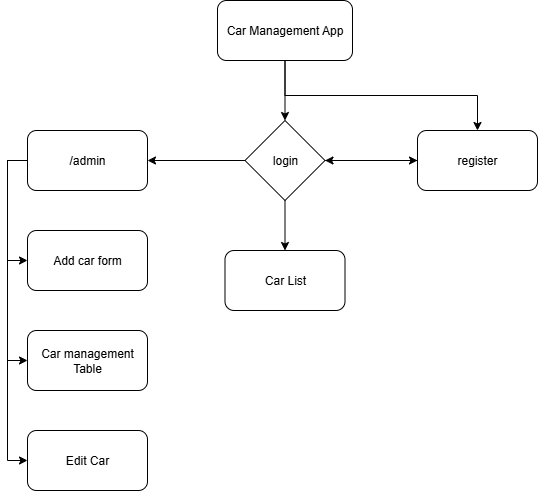 Car Management App
/admin
login
register
Add car form
Car List
Car management
Table
Edit Car